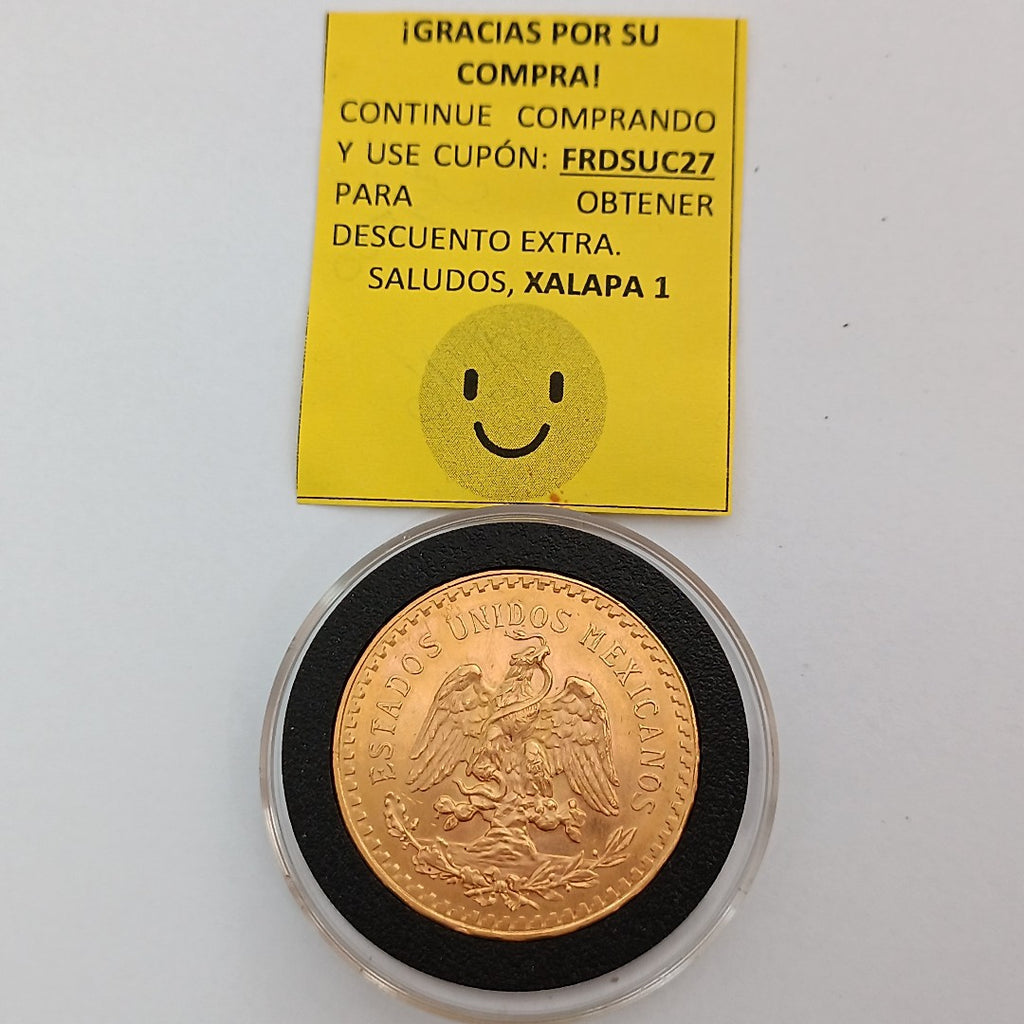 ¡GRACIAS POR SU
COMPRA!
CONTINUE COMPRANDO
Y USE CUPÓN: FRDSUC27
PARA OBTENER
DESCUENTO EXTRA.
SALUDOS, XALAPA 1
ESTADOS UNIDOS MEXICANOS